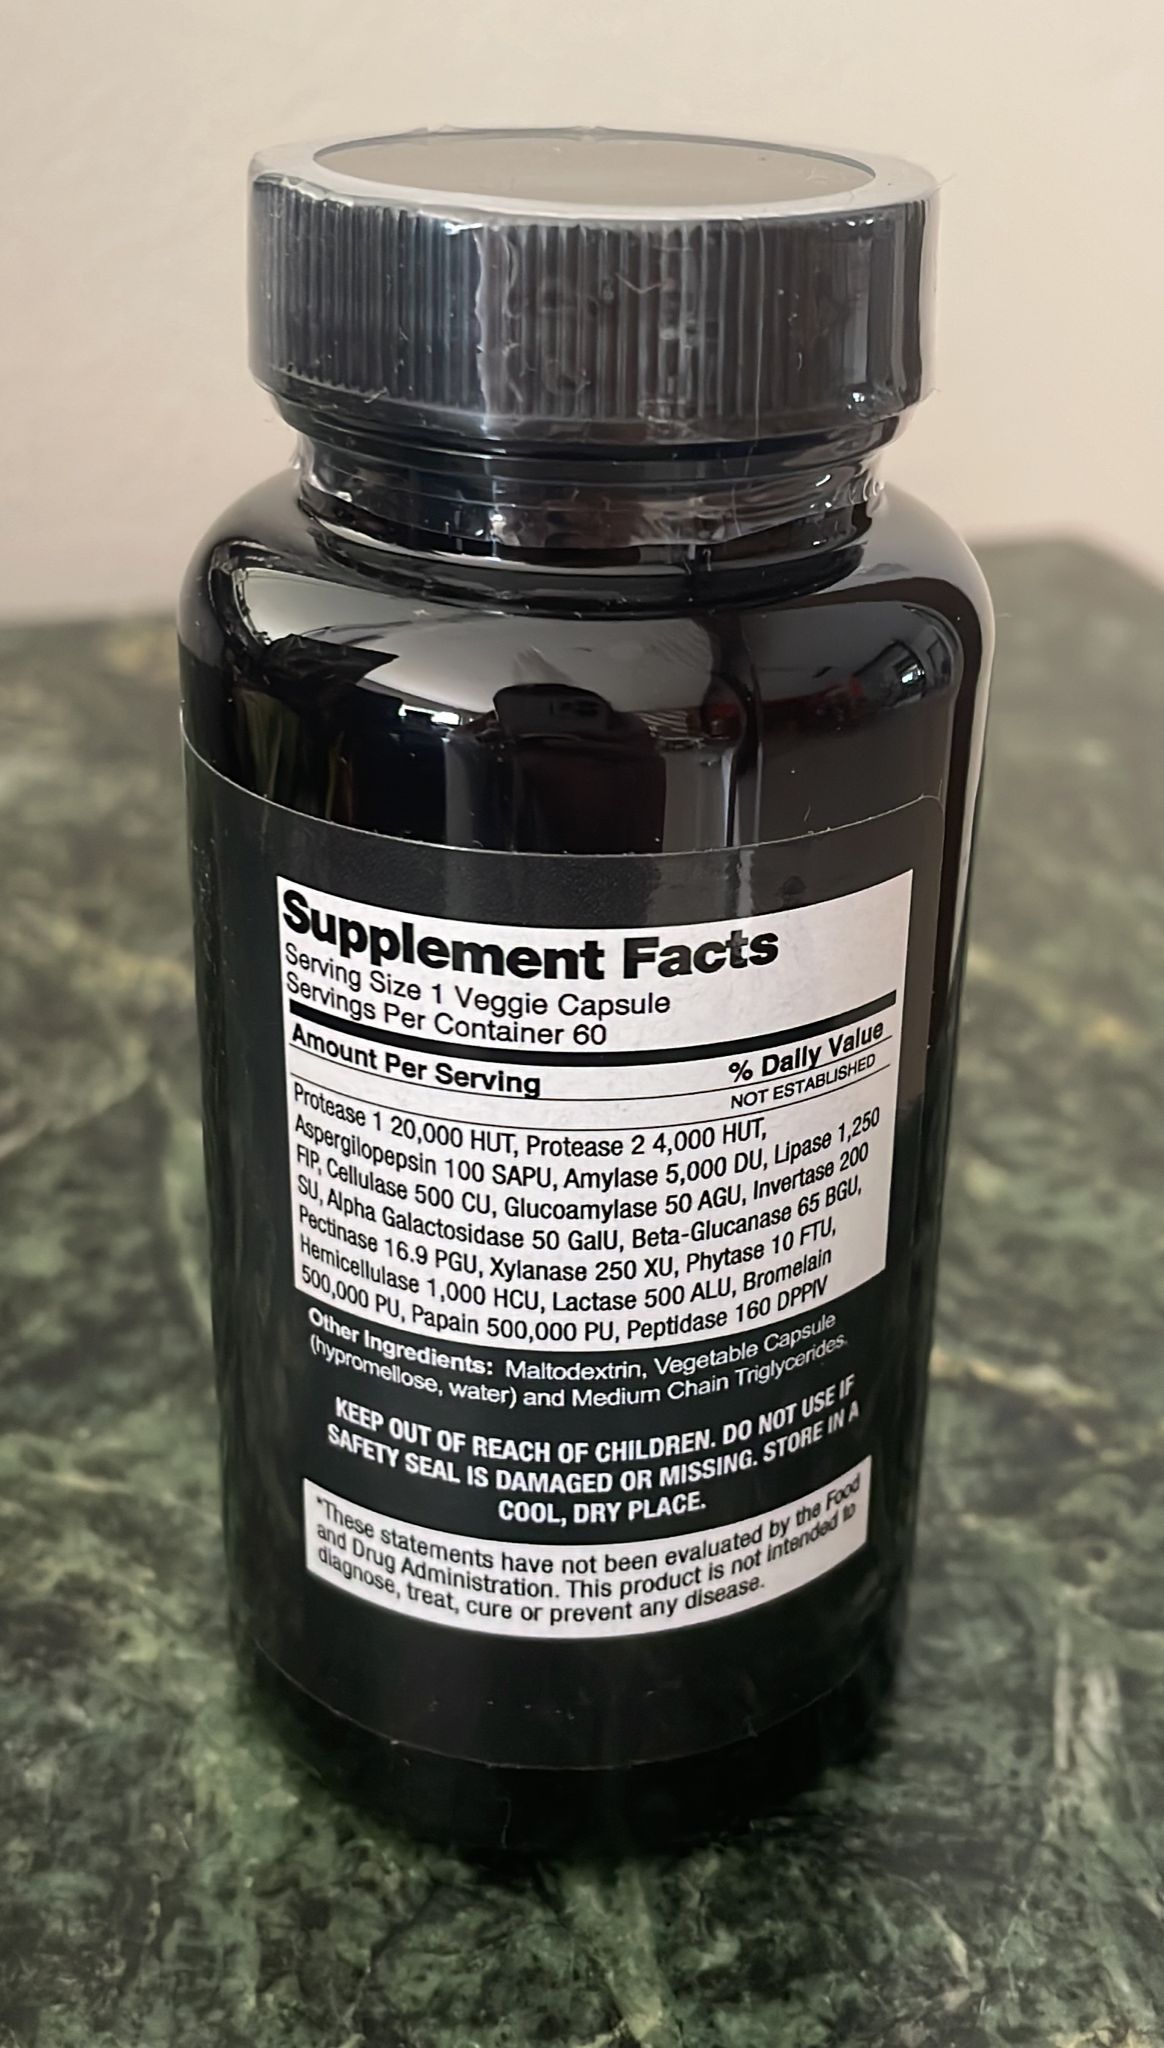 Supplement Facts
Serving Size 1 Veggie Capsule
Servings Per Container 60
Amount Per Serving % Daily Value
NOT ESTABLISHED
Protease 1 20,000 HUT, Protease 2 4,000 HUT,
Aspergilopepsin 100 SAPU, Amylase 5,000 DU, Lipase 1,250
FIP, Cellulase 500 CU, Glucoamylase 50 AGU, Invertase 200
SU, Alpha Galactosidase 50 GalU, Beta-Glucanase 65 BGU,
Pectinase 16.9 PGU, Xylanase 250 XU, Phytase 10 FTU,
Hemicellulase 1,000 HCU, Lactase 500 ALU, Bromelain
500,000 PU, Papain 500,000 PU, Peptidase 160 DPPIV
Other Ingredients: Maltodextrin, Vegetable Capsule
(hypromellose, water) and Medium Chain Triglycerides.
KEEP OUT OF REACH OF CHILDREN. DO NOT USE IF
SAFETY SEAL IS DAMAGED OR MISSING. STORE IN A
COOL, DRY PLACE.
*These statements have not been evaluated by the Food
and Drug Administration. This product is not intended to
diagnose, treat, cure or prevent any disease.